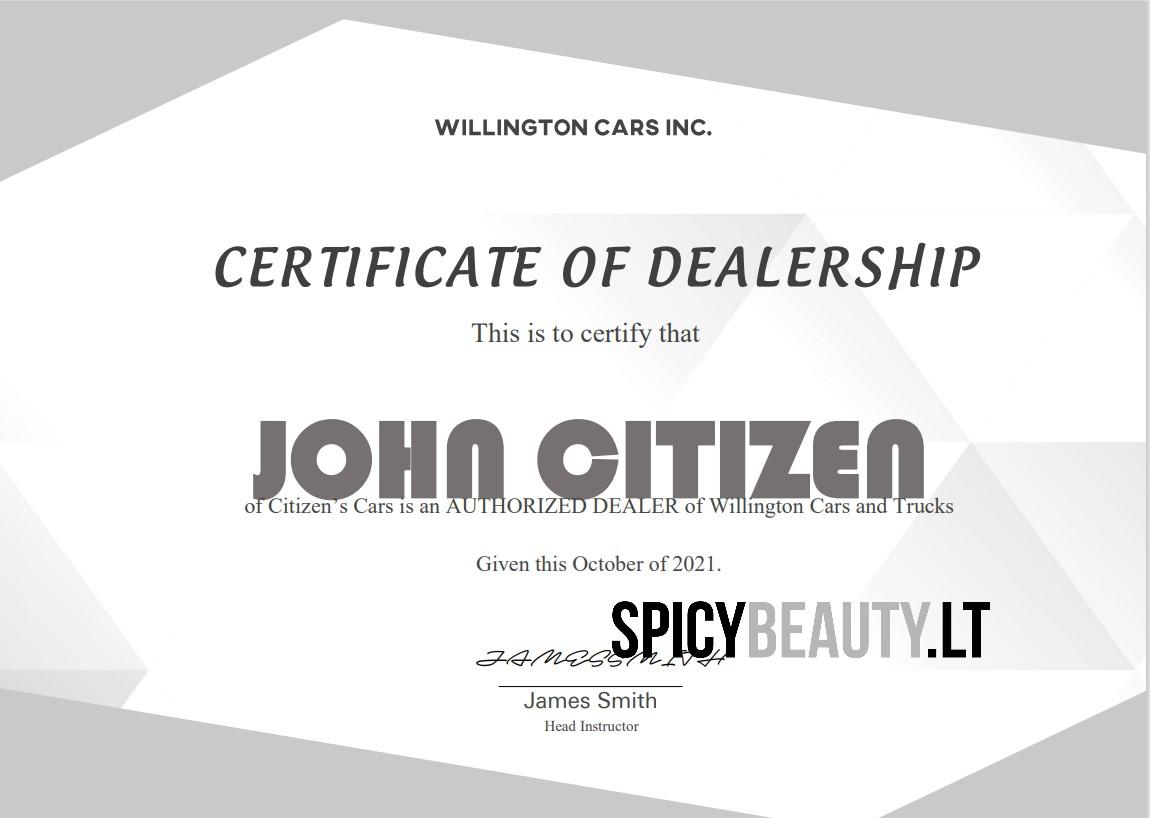 WILLINGTON CARS INC.
CERTIFICATE OF DEALERSHIP
This is to certify that
JOHN CITIZEN
of Citizen’s Cars is an AUTHORIZED DEALER of Willington Cars and Trucks
Given this October of 2021.
SPICYBEAUTY.LT
JAMESSMITH
James Smith
Head Instructor